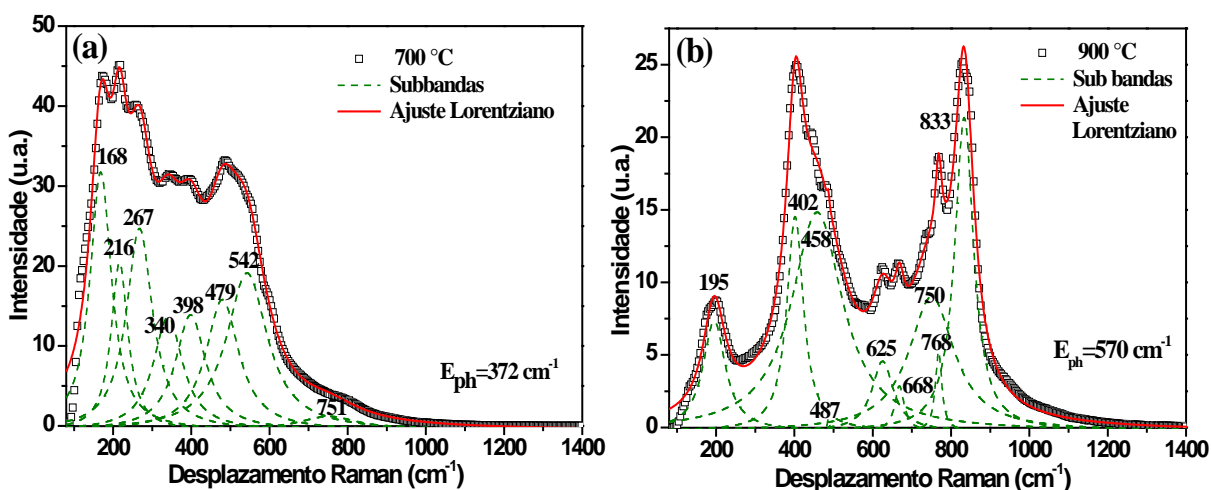 (a)
700 °C
Subbandas
Ajuste Lorentziano
50
40
30
20
10
0
Intensidade (u.a.)
168
216
267
340
398
479
542
751
E_ph=372 cm⁻¹
200 400 600 800 1000 1200 1400
Desplazamento Raman (cm⁻¹)
(b)
900 °C
Sub bandas
Ajuste
Lorentziano
25
20
15
10
5
0
Intensidade (u.a.)
195
402
458
487
625
668
750
768
833
E_ph=570 cm⁻¹
200 400 600 800 1000 1200 1400
Desplazamento Raman (cm⁻¹)